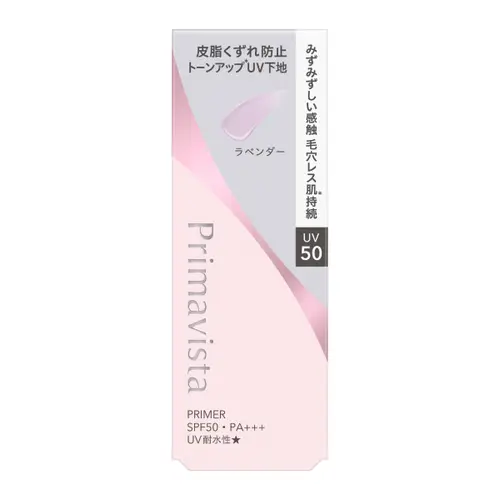 皮脂くずれ防止
トーンアップ*UV下地
ラベンダー
みずみずしい感触 毛穴レス肌※持続
UV
50
Primavista
PRIMER
SPF50・PA+++
UV耐水性★